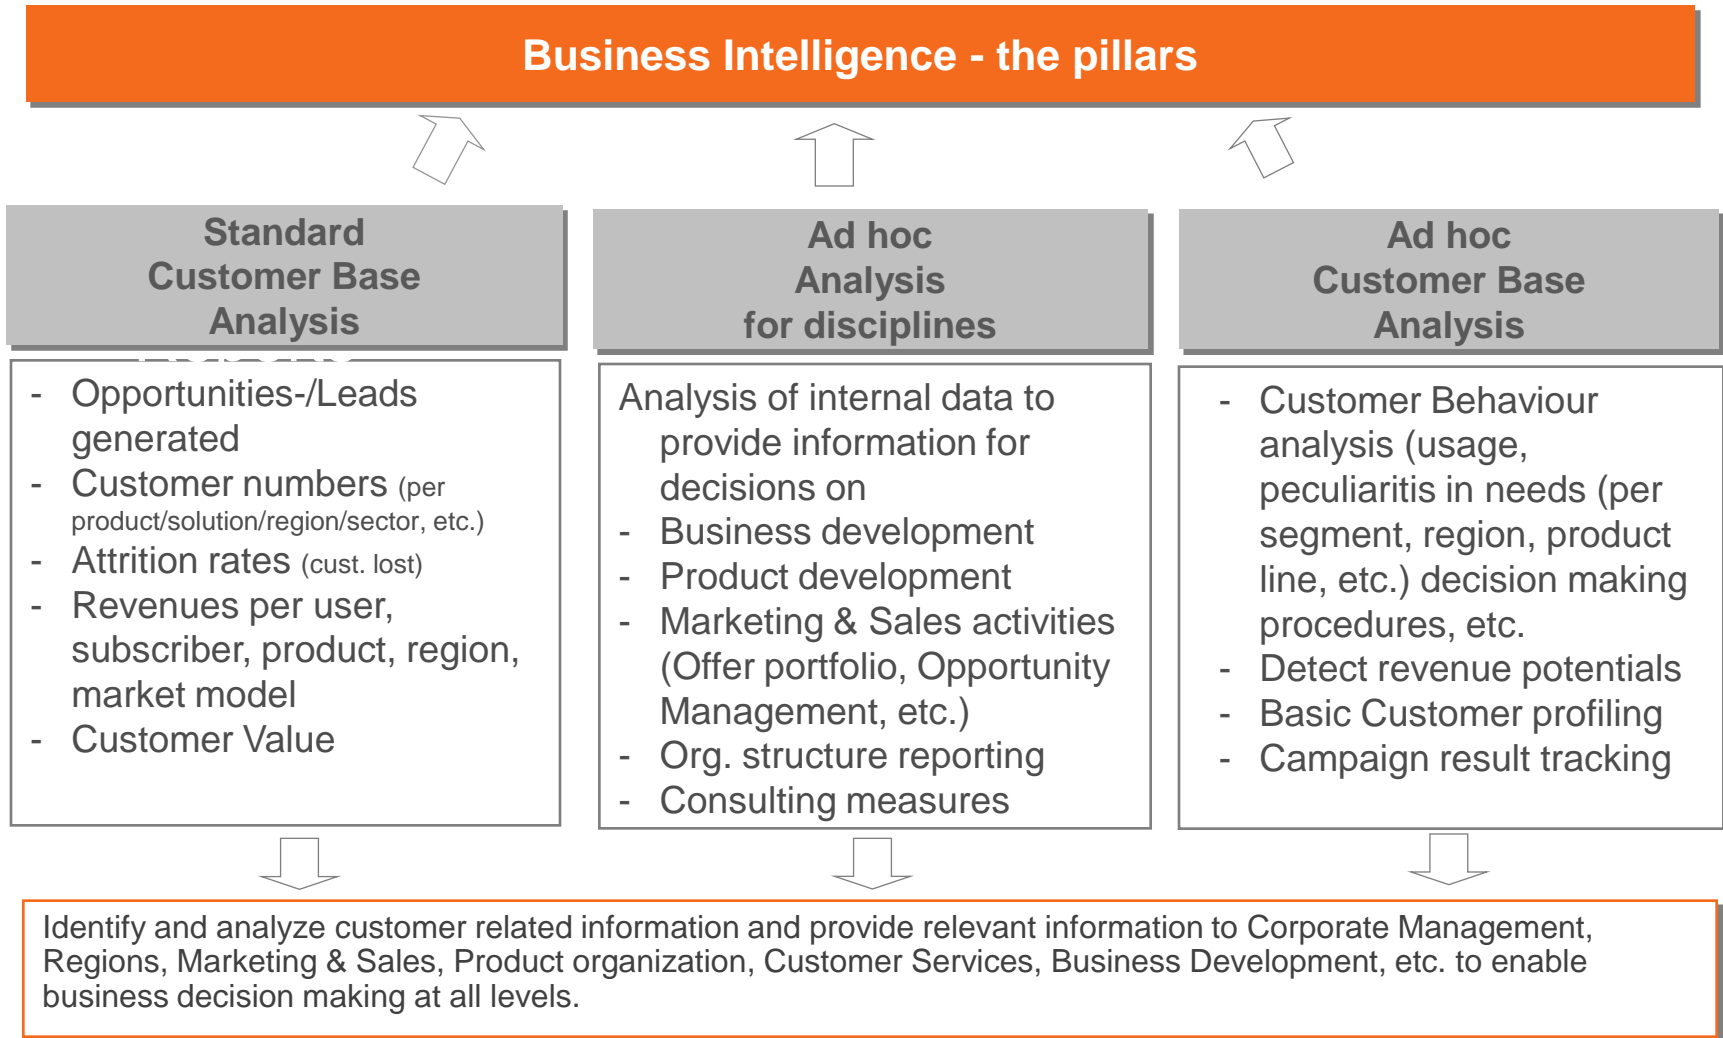 Business Intelligence - the pillars
Standard
Customer Base
Analysis
- Opportunities-/Leads
generated
- Customer numbers (per
product/solution/region/sector, etc.)
- Attrition rates (cust. lost)
- Revenues per user,
subscriber, product, region,
market model
- Customer Value
Ad hoc
Analysis
for disciplines
Analysis of internal data to
provide information for
decisions on
- Business development
- Product development
- Marketing & Sales activities
(Offer portfolio, Opportunity
Management, etc.)
- Org. structure reporting
- Consulting measures
Ad hoc
Customer Base
Analysis
- Customer Behaviour
analysis (usage,
peculiaritis in needs (per
segment, region, product
line, etc.) decision making
procedures, etc.
- Detect revenue potentials
- Basic Customer profiling
- Campaign result tracking
Identify and analyze customer related information and provide relevant information to Corporate Management,
Regions, Marketing & Sales, Product organization, Customer Services, Business Development, etc. to enable
business decision making at all levels.